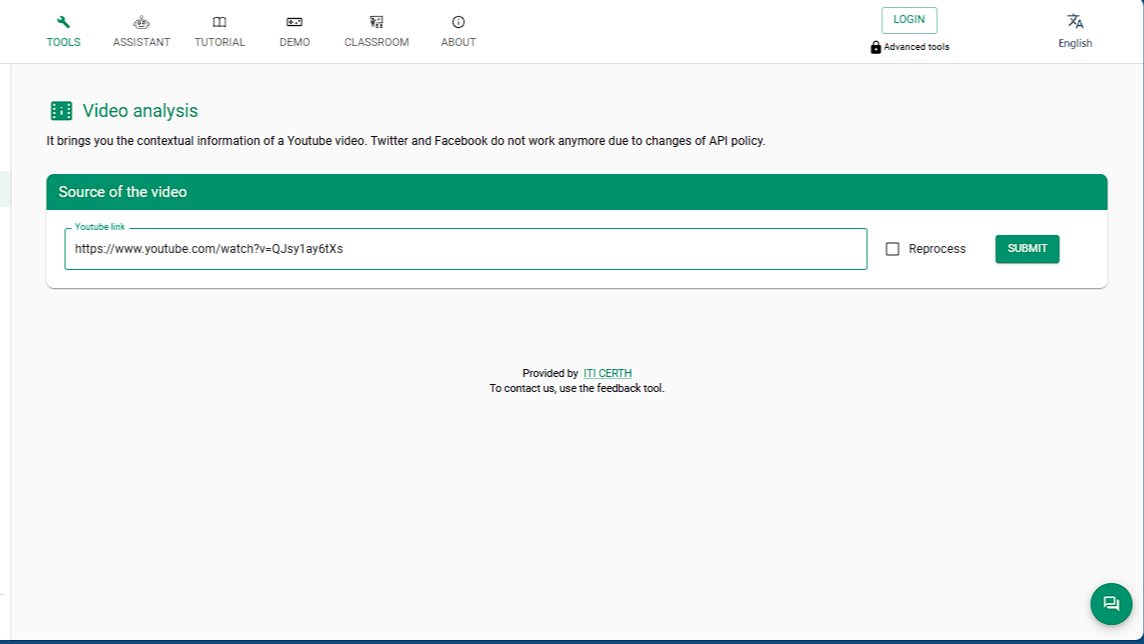 TOOLS
ASSISTANT
TUTORIAL
DEMO
CLASSROOM
ABOUT
LOGIN
Advanced tools
English
Video analysis
It brings you the contextual information of a Youtube video. Twitter and Facebook do not work anymore due to changes of API policy.
Source of the video
Youtube link
https://www.youtube.com/watch?v=QJsy1ay6tXs
Reprocess
SUBMIT
Provided by ITI CERTH
To contact us, use the feedback tool.